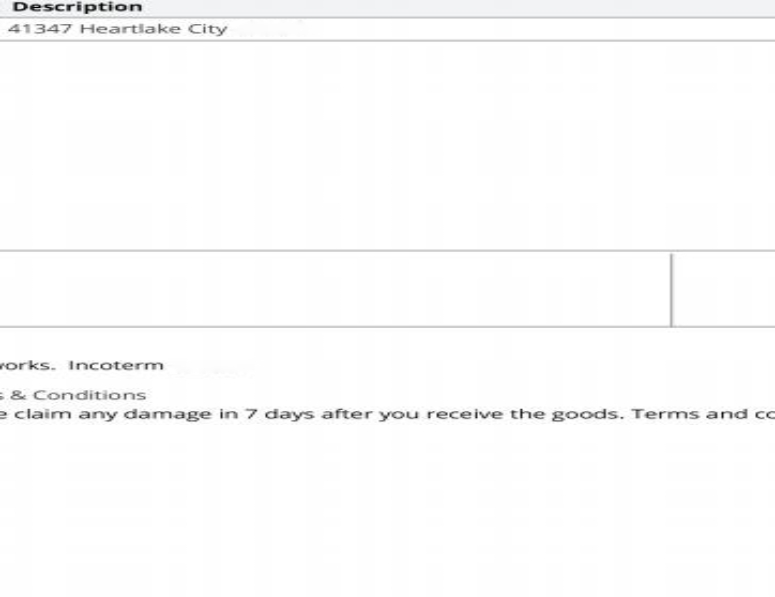 Description
41347 Heartlake City
works. Incoterm
s & Conditions
e claim any damage in 7 days after you receive the goods. Terms and co